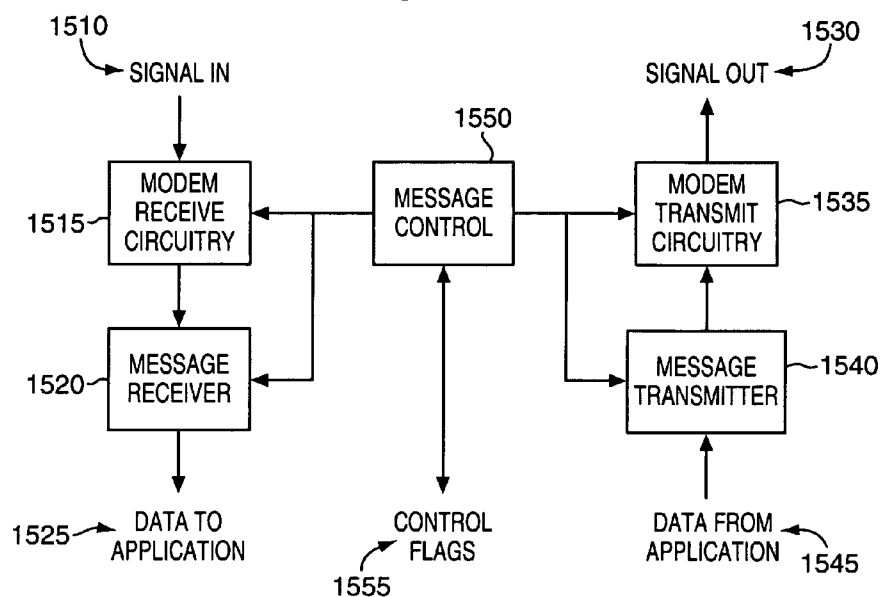 1510
SIGNAL IN
1530
SIGNAL OUT
1550
MODEM
RECEIVE
CIRCUITRY
1515
MESSAGE
CONTROL
MODEM
TRANSMIT
CIRCUITRY
1535
MESSAGE
RECEIVER
1520
MESSAGE
TRANSMITTER
1540
1525
DATA TO
APPLICATION
CONTROL
FLAGS
1555
DATA FROM
APPLICATION
1545